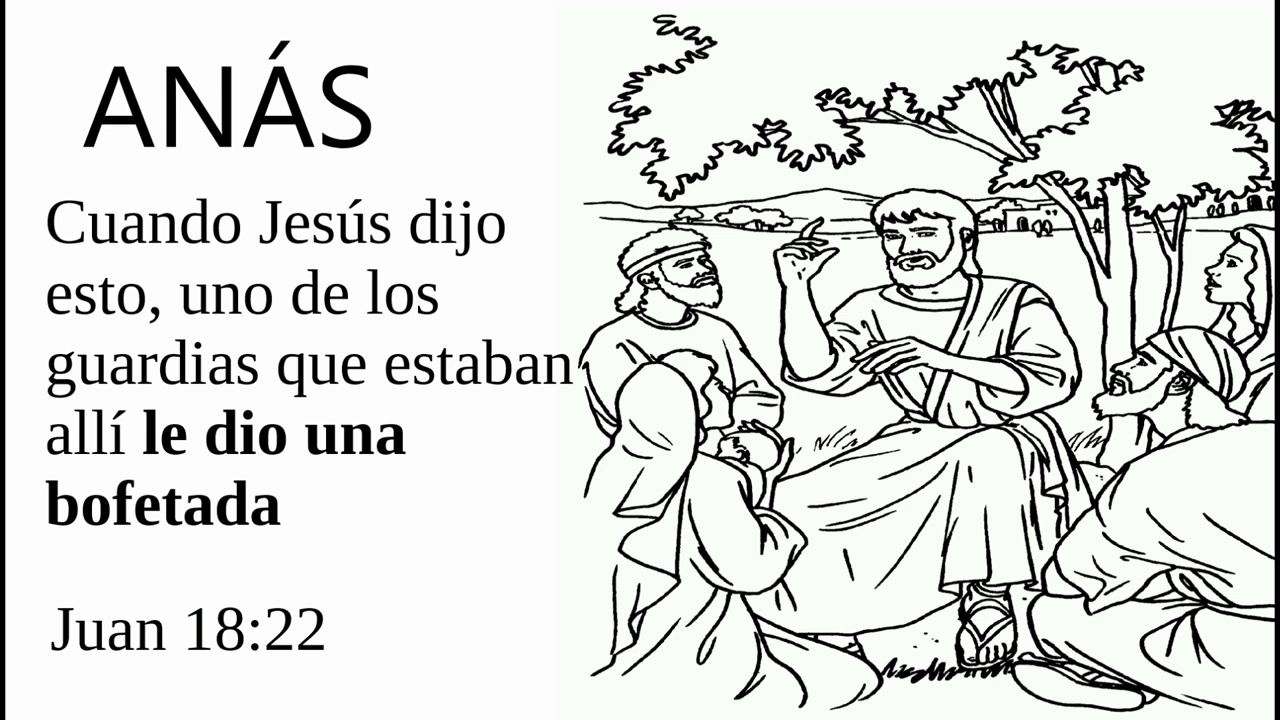 ANÁS
Cuando Jesús dijo
esto, uno de los
guardias que estaban
allí le dio una
bofetada
Juan 18:22